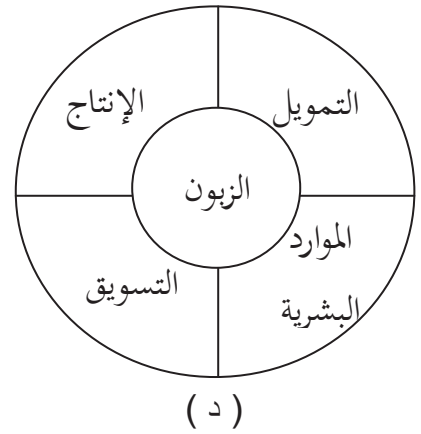 التمويل
الإنتاج
الزبون
الموارد
البشرية
التسويق
( د )